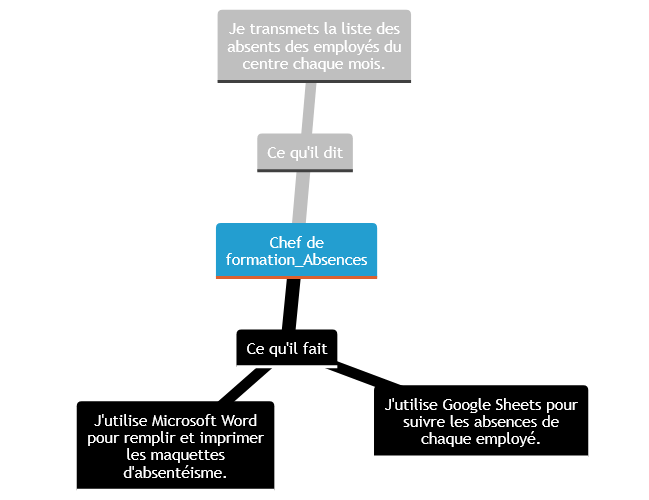 Je transmets la liste des
absents des employés du
centre chaque mois.
Ce qu'il dit
Chef de
formation_Absences
Ce qu'il fait
J'utilise Microsoft Word
pour remplir et imprimer
les maquettes
d'absentéisme.
J'utilise Google Sheets pour
suivre les absences de
chaque employé.